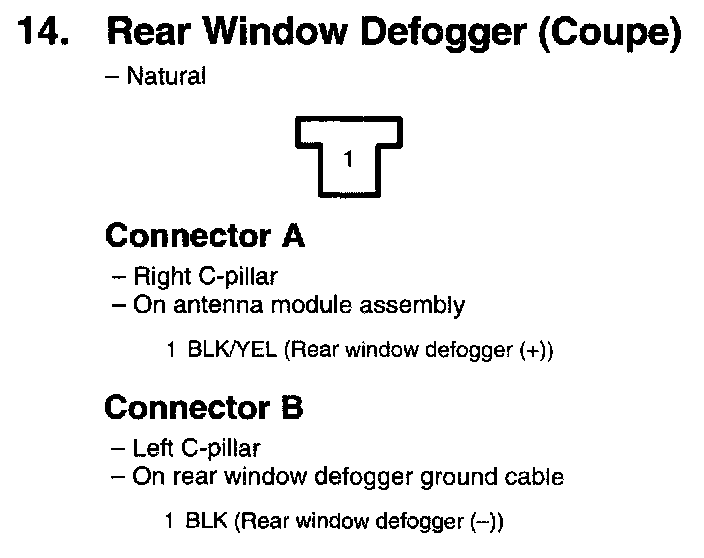 14. Rear Window Defogger (Coupe)
– Natural
1
Connector A
– Right C-pillar
– On antenna module assembly
1 BLK/YEL (Rear window defogger (+))
Connector B
– Left C-pillar
– On rear window defogger ground cable
1 BLK (Rear window defogger (–))